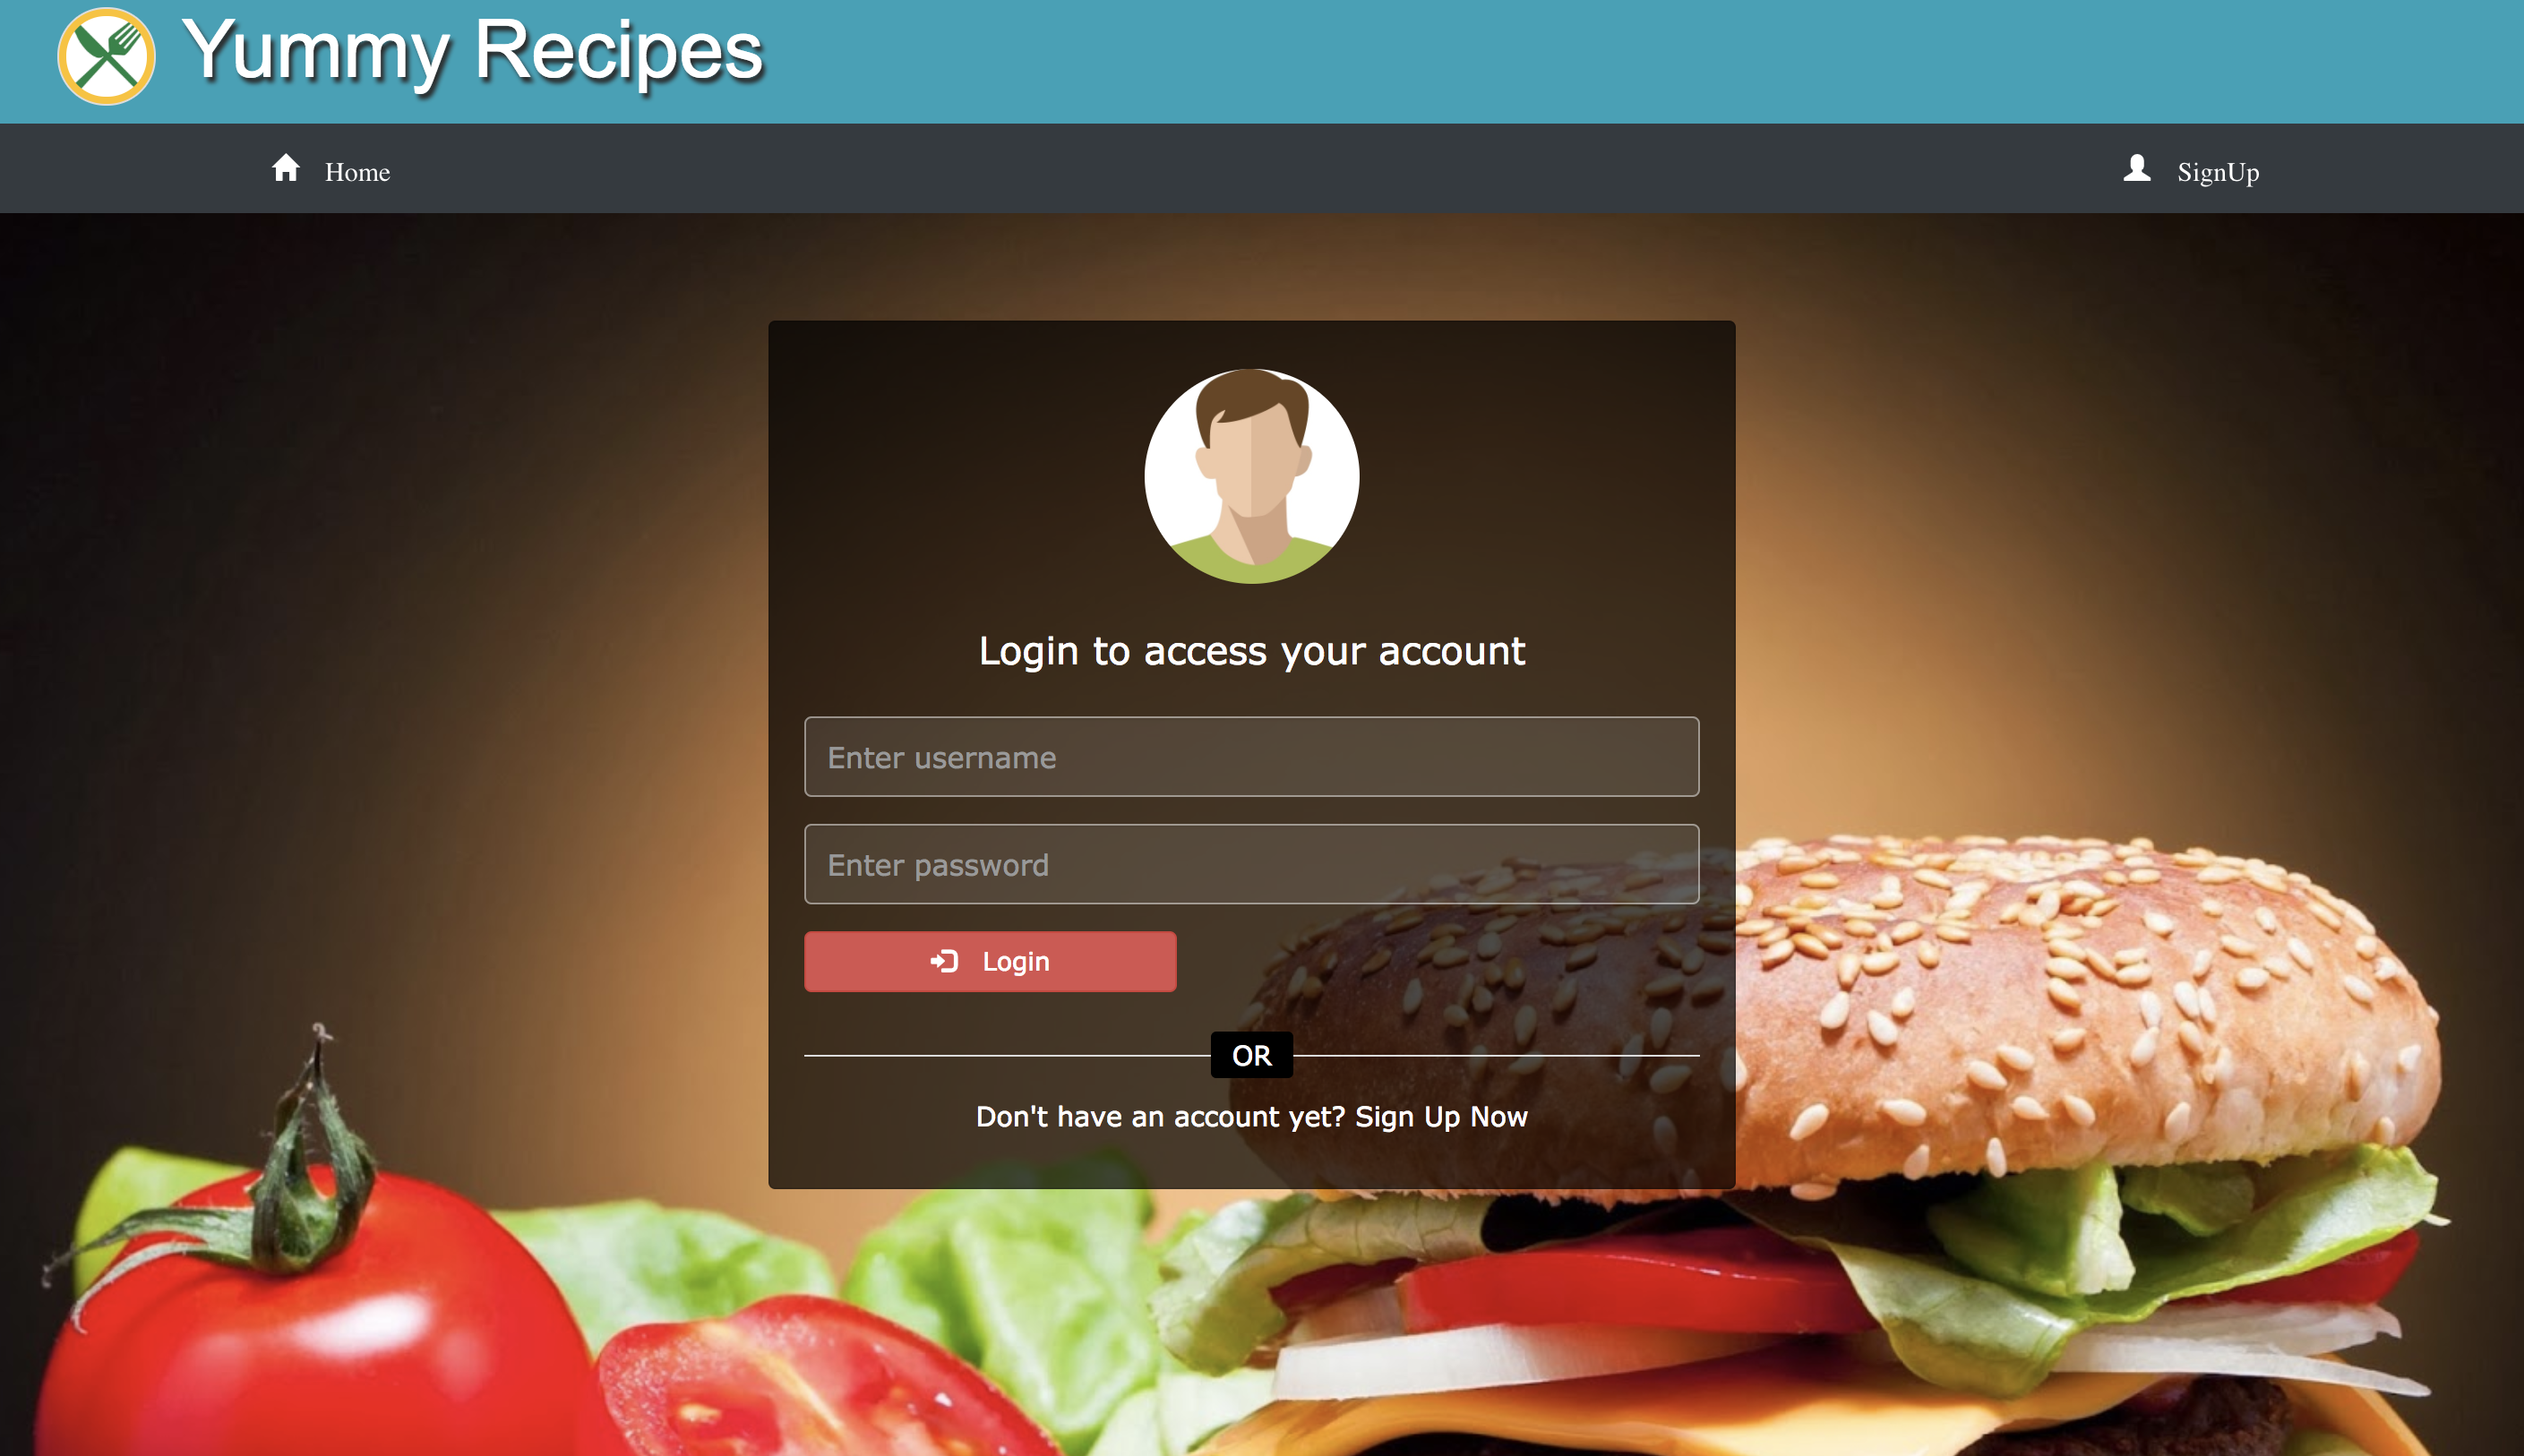 Yummy Recipes
Home
SignUp
Login to access your account
Enter username
Enter password
Login
OR
Don't have an account yet? Sign Up Now